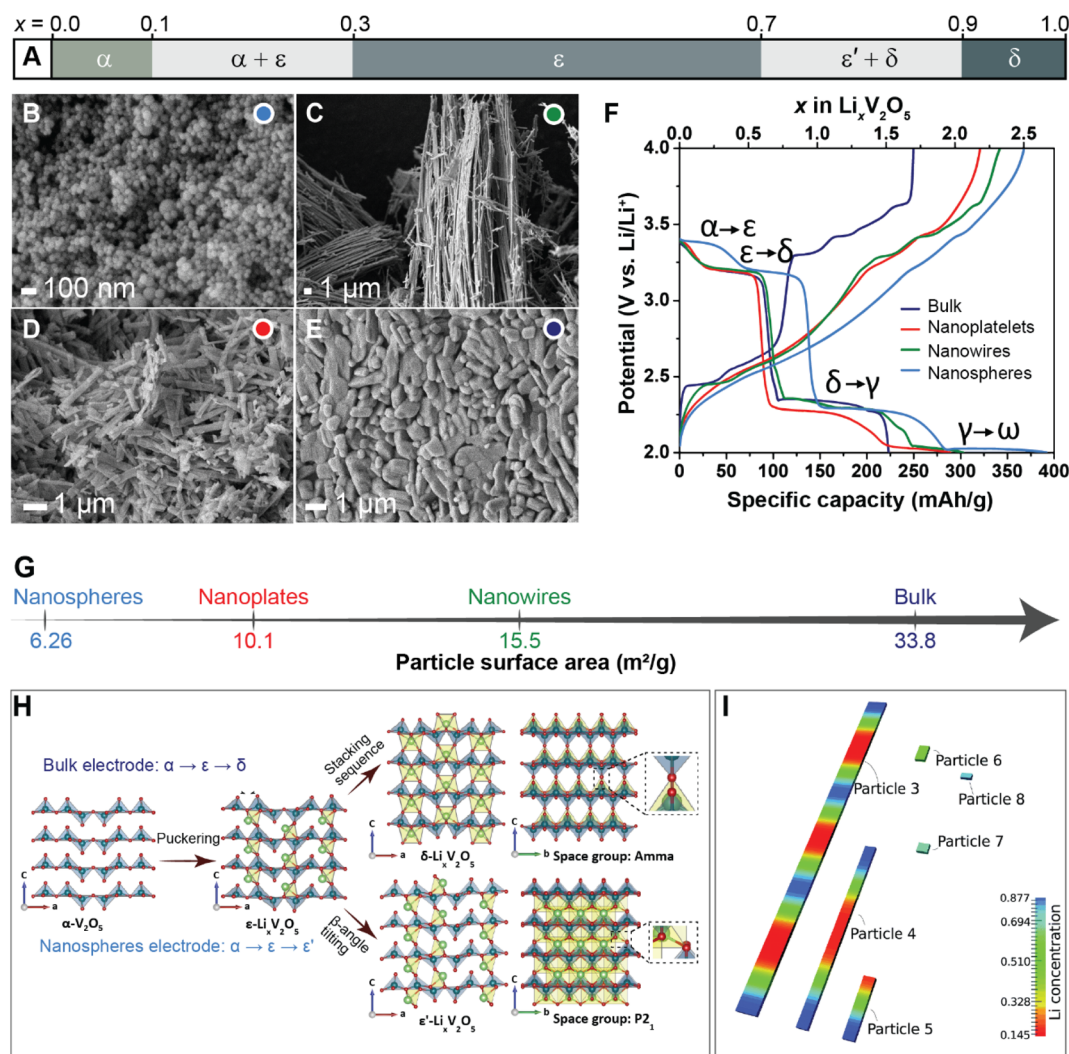 x = 0.0 0.1 0.3 0.7 0.9 1.0
A α α + ε ε ε′ + δ δ
B
100 nm
C
1 µm
D
1 µm
E
1 µm
F
x in LiₓV₂O₅
0.0 0.5 1.0 1.5 2.0 2.5
Potential (V vs. Li/Li⁺)
4.0
3.5
3.0
2.5
2.0
α→ε
ε→δ
δ→γ
γ→ω
Bulk
Nanoplatelets
Nanowires
Nanospheres
0 75 150 225 300 400
Specific capacity (mAh/g)
G
Nanospheres Nanoplates Nanowires Bulk
6.26 10.1 15.5 33.8
Particle surface area (m²/g)
H
Bulk electrode: α → ε → δ
Puckering
c
a
α-V₂O₅
c
a
ε-LiₓV₂O₅
Nanospheres electrode: α → ε → ε'
Stacking
sequence
c
a
δ-LiₓV₂O₅
c
b
Space group: Amma
β-angle
tilting
c
a
ε'-LiₓV₂O₅
c
b
Space group: P2₁
I
Particle 6
Particle 3
Particle 8
Particle 7
Particle 4
Particle 5
0.877
0.694
0.510
0.328
0.145
Li concentration